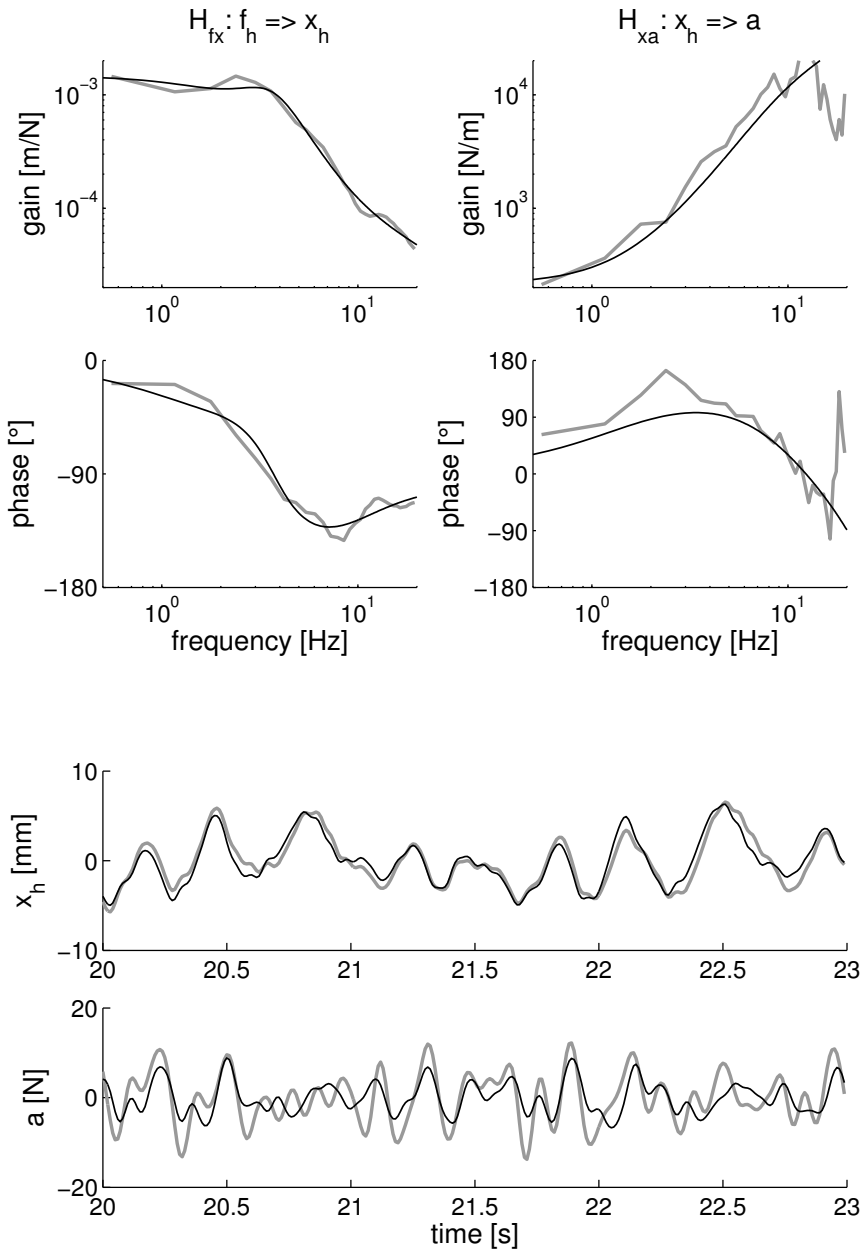 H_fx: f_h => x_h
H_xa: x_h => a
gain [m/N]
10^−3
10^−4
10^0
10^1
gain [N/m]
10^4
10^3
10^0
10^1
phase [°]
0
−90
−180
10^0
10^1
frequency [Hz]
phase [°]
180
90
0
−90
−180
10^0
10^1
frequency [Hz]
x_h [mm]
10
0
−10
20 20.5 21 21.5 22 22.5 23
a [N]
20
0
−20
20 20.5 21 21.5 22 22.5 23
time [s]